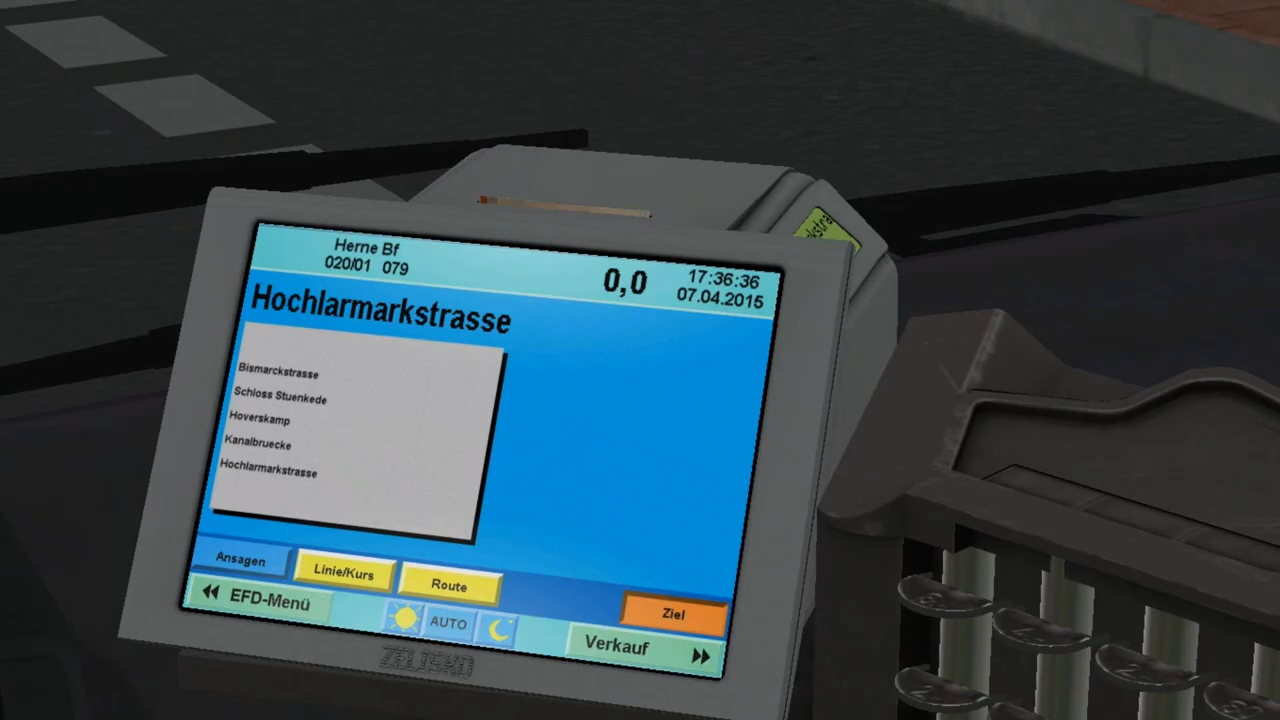 Herne Bf
020/01 079
0,0
17:36:36
07.04.2015
Hochlarmarkstrasse
Bismarckstrasse
Schloss Stuenkede
Hoverskamp
Kanalbruecke
Hochlarmarkstrasse
Ansagen
Linie/Kurs
Route
Ziel
EFD-Menü
AUTO
Verkauf